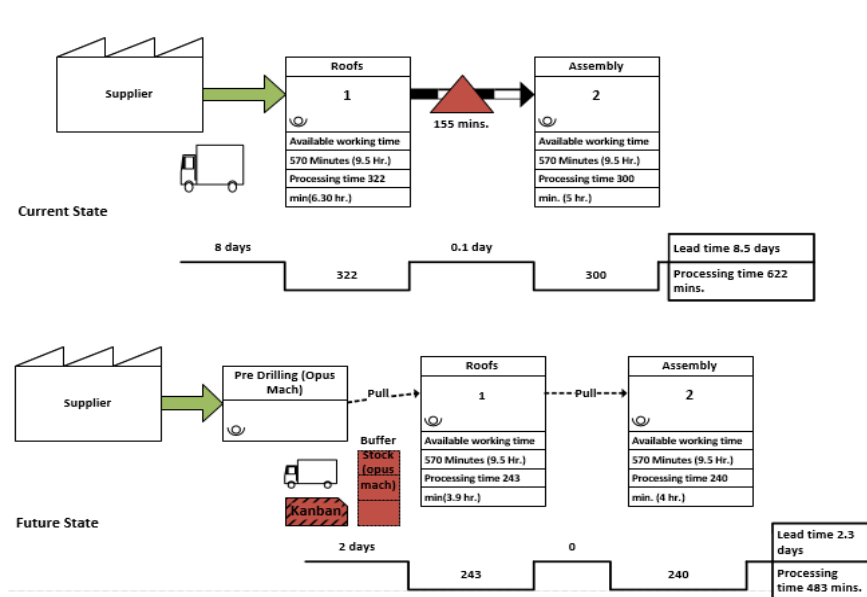 Supplier
Roofs
1
Available working time
570 Minutes (9.5 Hr.)
Processing time 322
min(6.30 hr.)
155 mins.
Assembly
2
Available working time
570 Minutes (9.5 Hr.)
Processing time 300
min. (5 hr.)
Current State
8 days
322
0.1 day
300
Lead time 8.5 days
Processing time 622
mins.
Supplier
Pre Drilling (Opus
Mach)
Pull
Buffer
Stock
(opus
mach)
Kanban
Roofs
1
Available working time
570 Minutes (9.5 Hr.)
Processing time 243
min(3.9 hr.)
Pull
Assembly
2
Available working time
570 Minutes (9.5 Hr.)
Processing time 240
min. (4 hr.)
Future State
2 days
243
0
240
Lead time 2.3
days
Processing
time 483 mins.